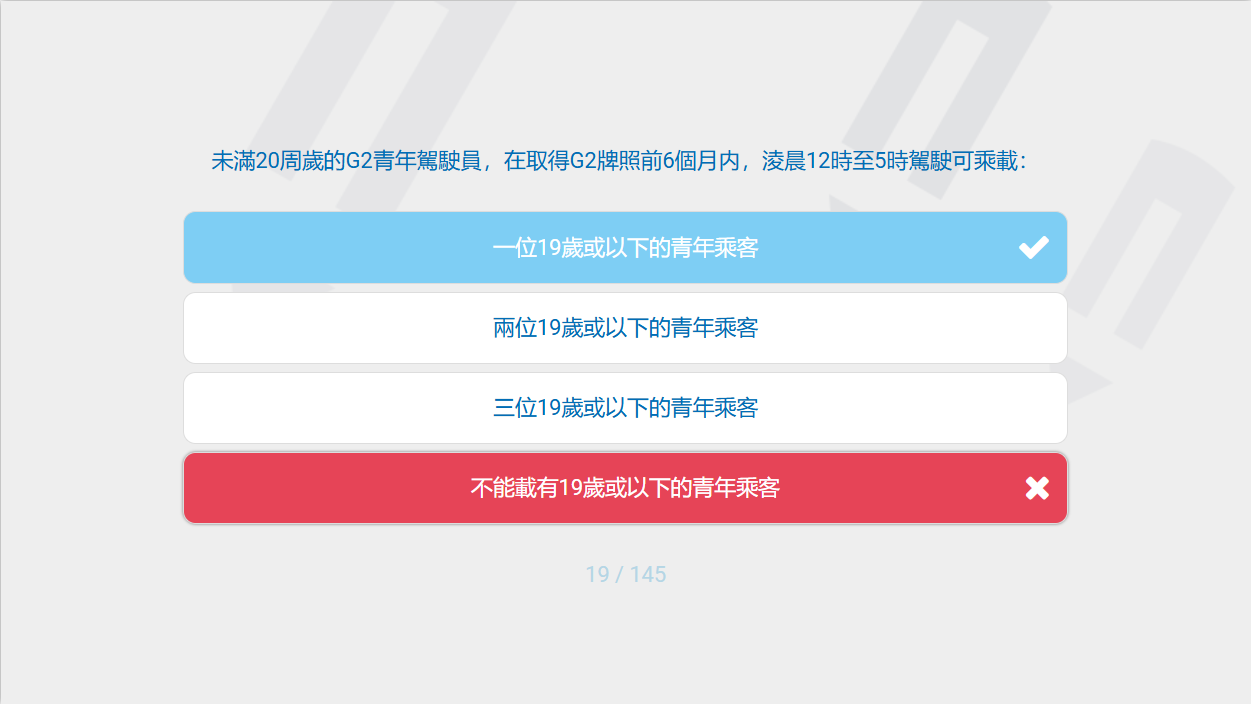 未滿20周歲的G2青年駕駛員，在取得G2牌照前6個月内，淩晨12時至5時駕駛可乘載：
一位19歲或以下的青年乘客
兩位19歲或以下的青年乘客
三位19歲或以下的青年乘客
不能載有19歲或以下的青年乘客
19 / 145